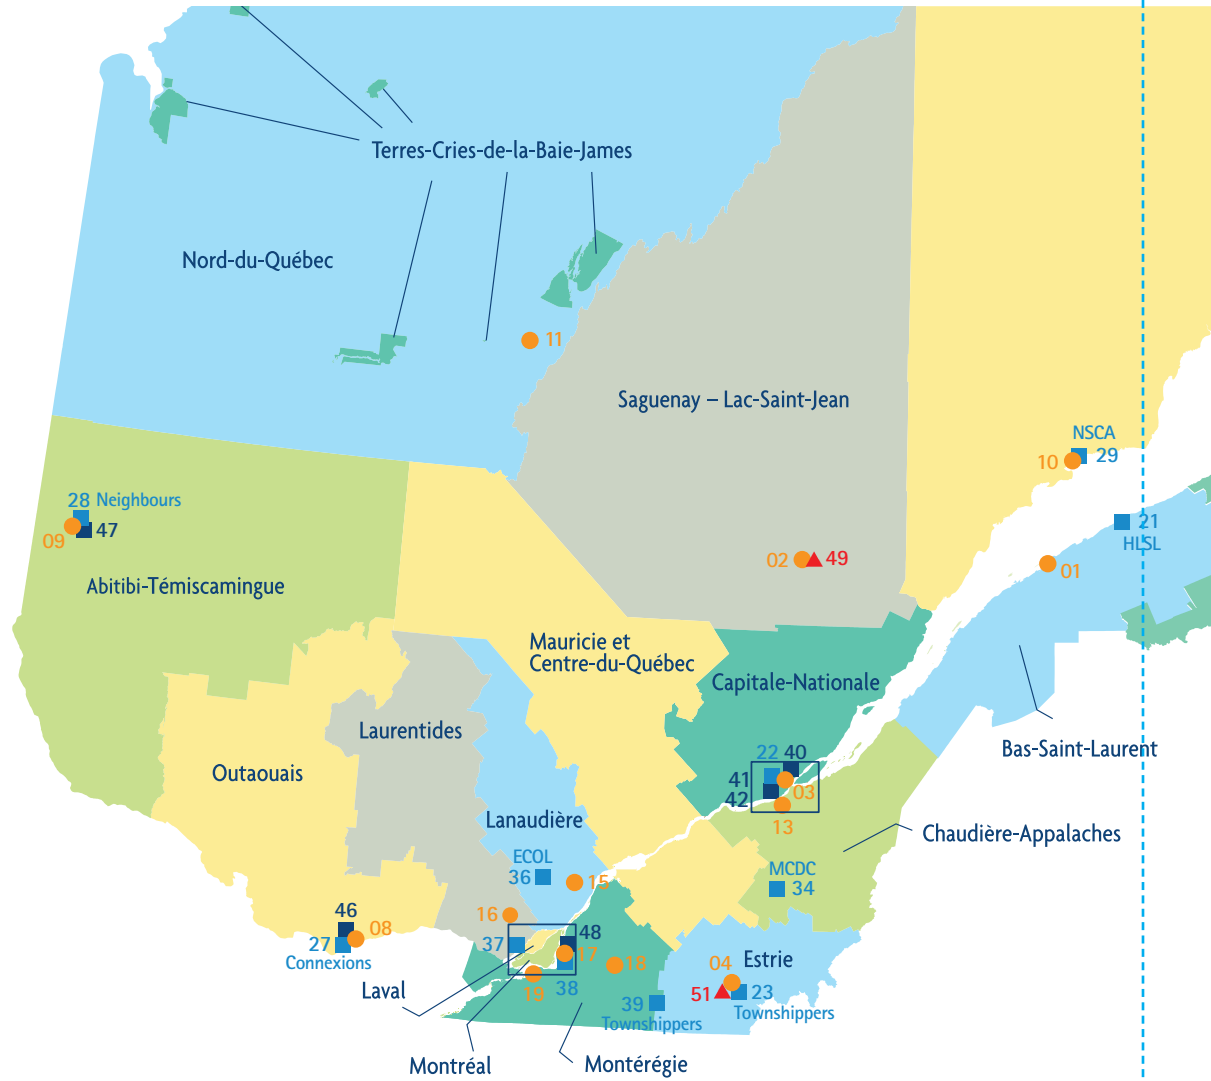 Terres-Cries-de-la-Baie-James
Nord-du-Québec
11
Saguenay – Lac-Saint-Jean
NSCA
10
29
28 Neighbours
47
09
21
HLSL
02
49
01
Abitibi-Témiscamingue
Mauricie et
Centre-du-Québec
Capitale-Nationale
Laurentides
Bas-Saint-Laurent
22 40
Outaouais
41
42
03
13
Lanaudière
Chaudière-Appalaches
ECOL
36
15
MCDC
34
46
08
27
Connexions
16
48
37
17
18
19
38
Estrie
04
51
23
Townshippers
39
Townshippers
Laval
Montréal
Montérégie